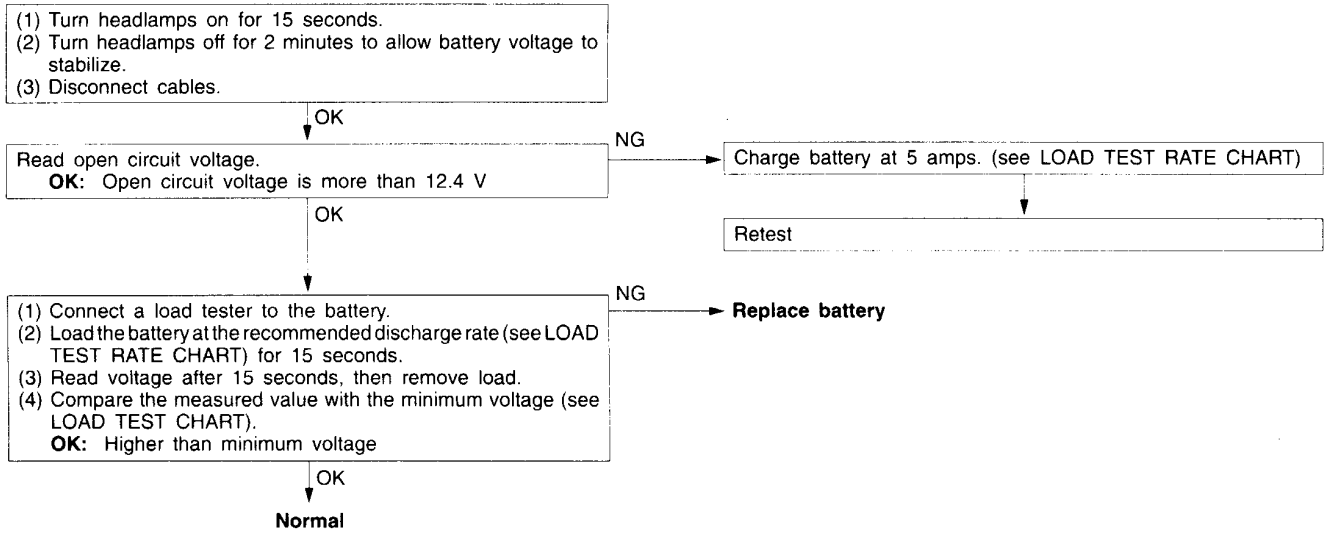 (1) Turn headlamps on for 15 seconds.
(2) Turn headlamps off for 2 minutes to allow battery voltage to
stabilize.
(3) Disconnect cables.
OK
Read open circuit voltage.
OK: Open circuit voltage is more than 12.4 V
NG
Charge battery at 5 amps. (see LOAD TEST RATE CHART)
Retest
OK
(1) Connect a load tester to the battery.
(2) Load the battery at the recommended discharge rate (see LOAD
TEST RATE CHART) for 15 seconds.
(3) Read voltage after 15 seconds, then remove load.
(4) Compare the measured value with the minimum voltage (see
LOAD TEST CHART).
OK: Higher than minimum voltage
NG
Replace battery
OK
Normal